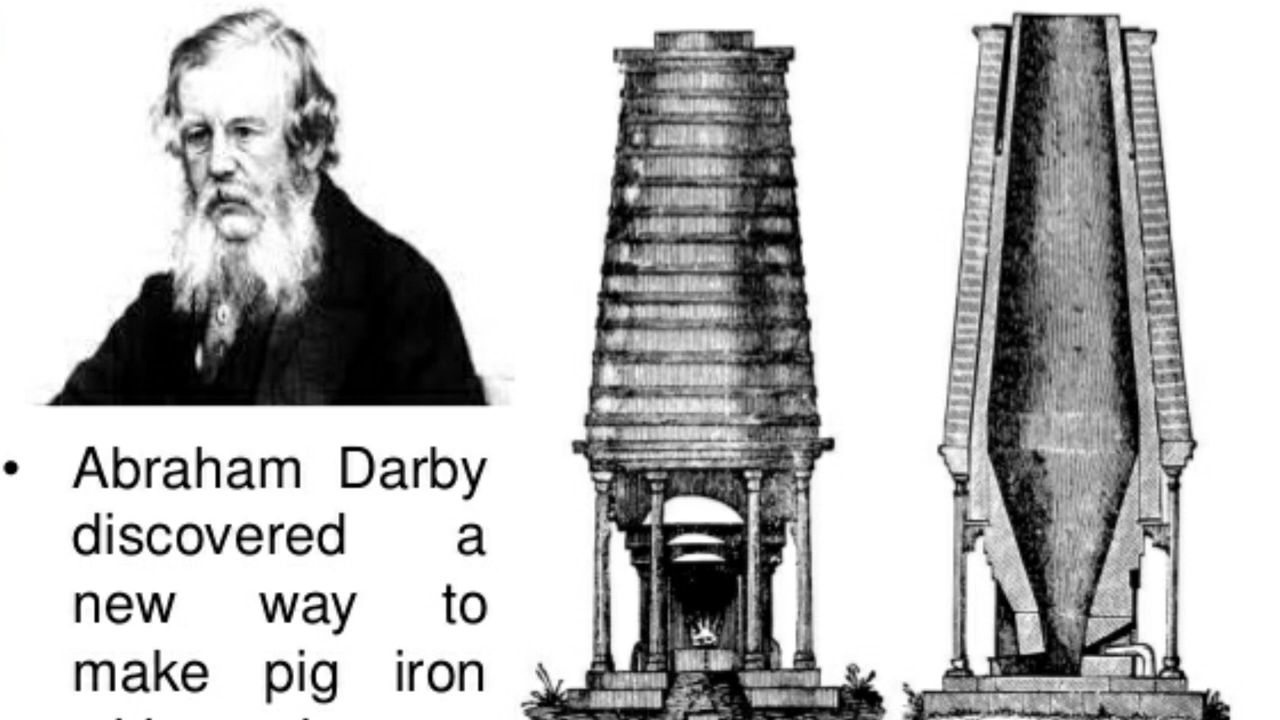 • Abraham Darby
discovered a
new way to
make pig iron